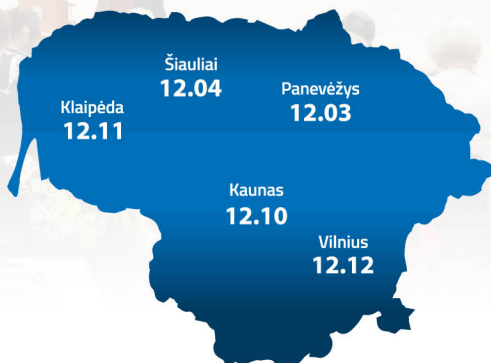 Šiauliai
12.04
Panevėžys
12.03
Klaipėda
12.11
Kaunas
12.10
Vilnius
12.12